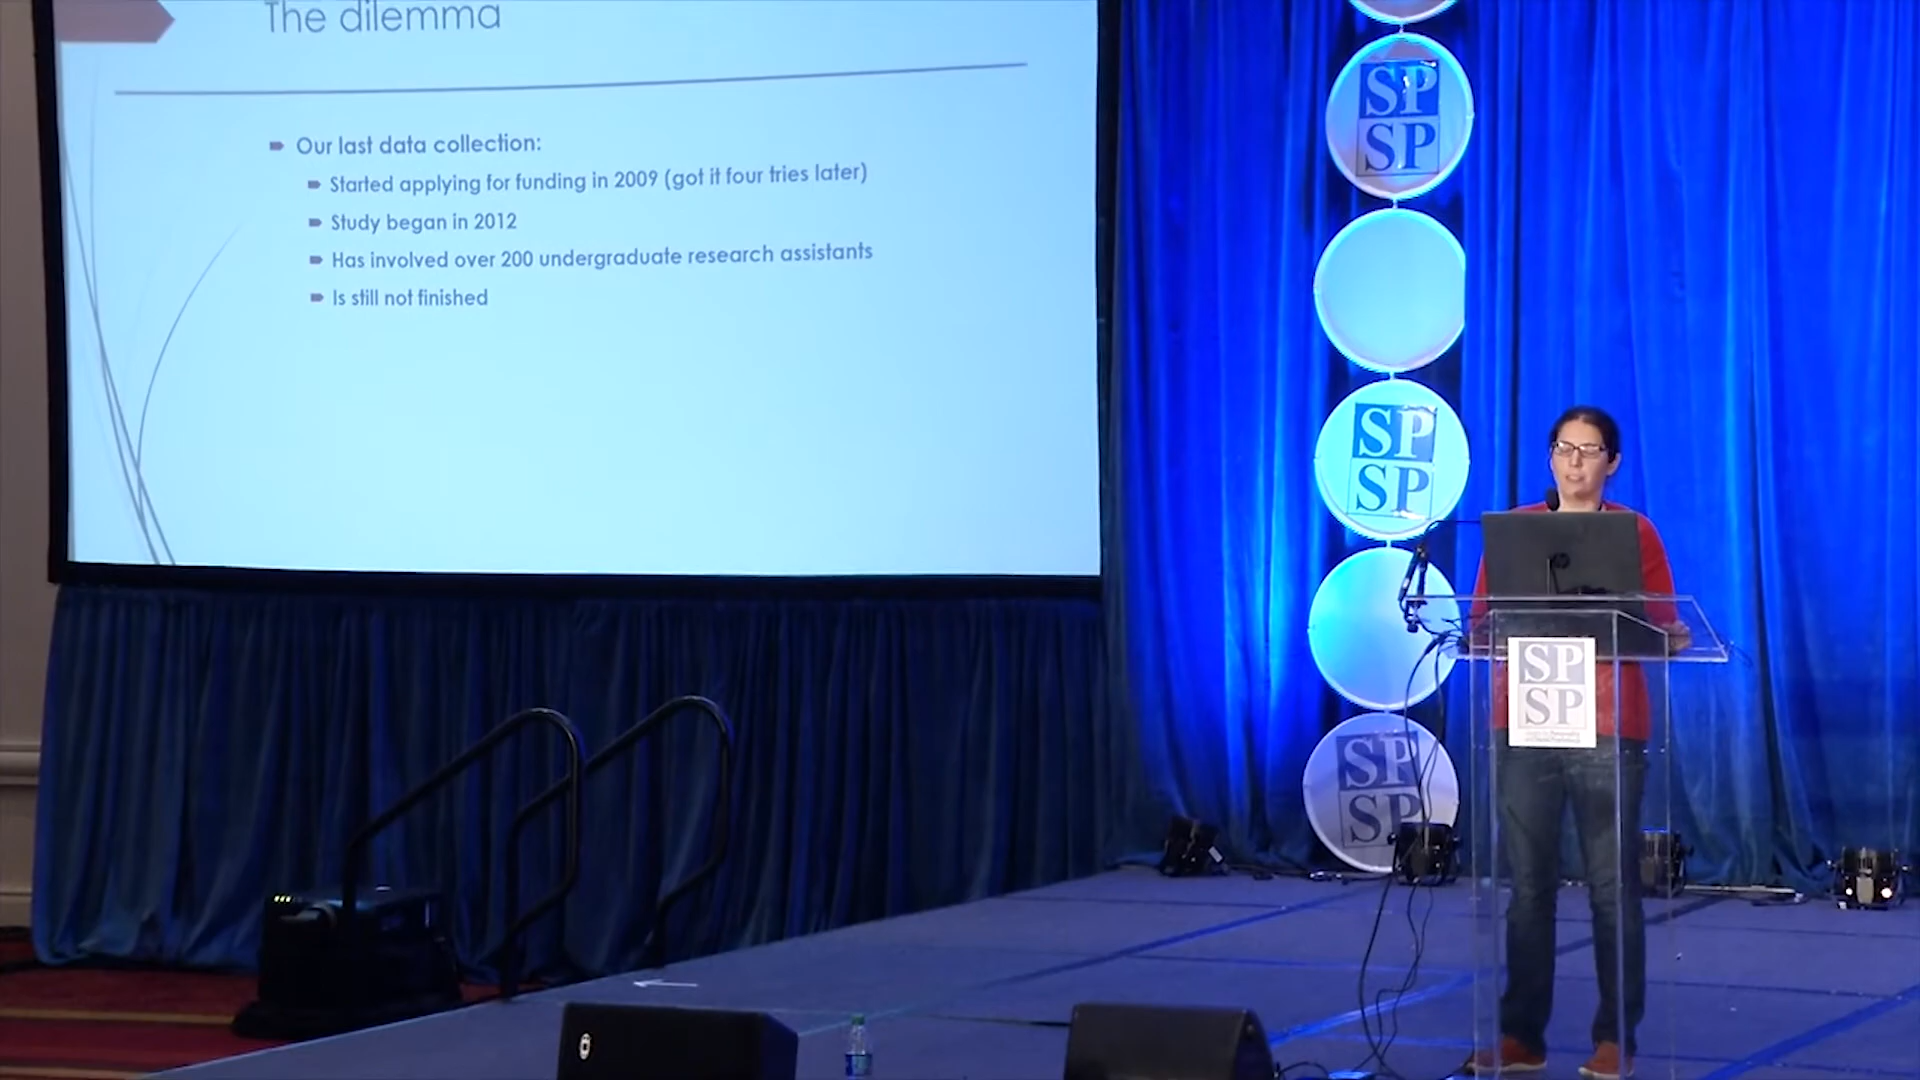 The dilemma
Our last data collection:
Started applying for funding in 2009 (got it four tries later)
Study began in 2012
Has involved over 200 undergraduate research assistants
Is still not finished
SP
SP
SP
SP
SP
SP
SP
SP